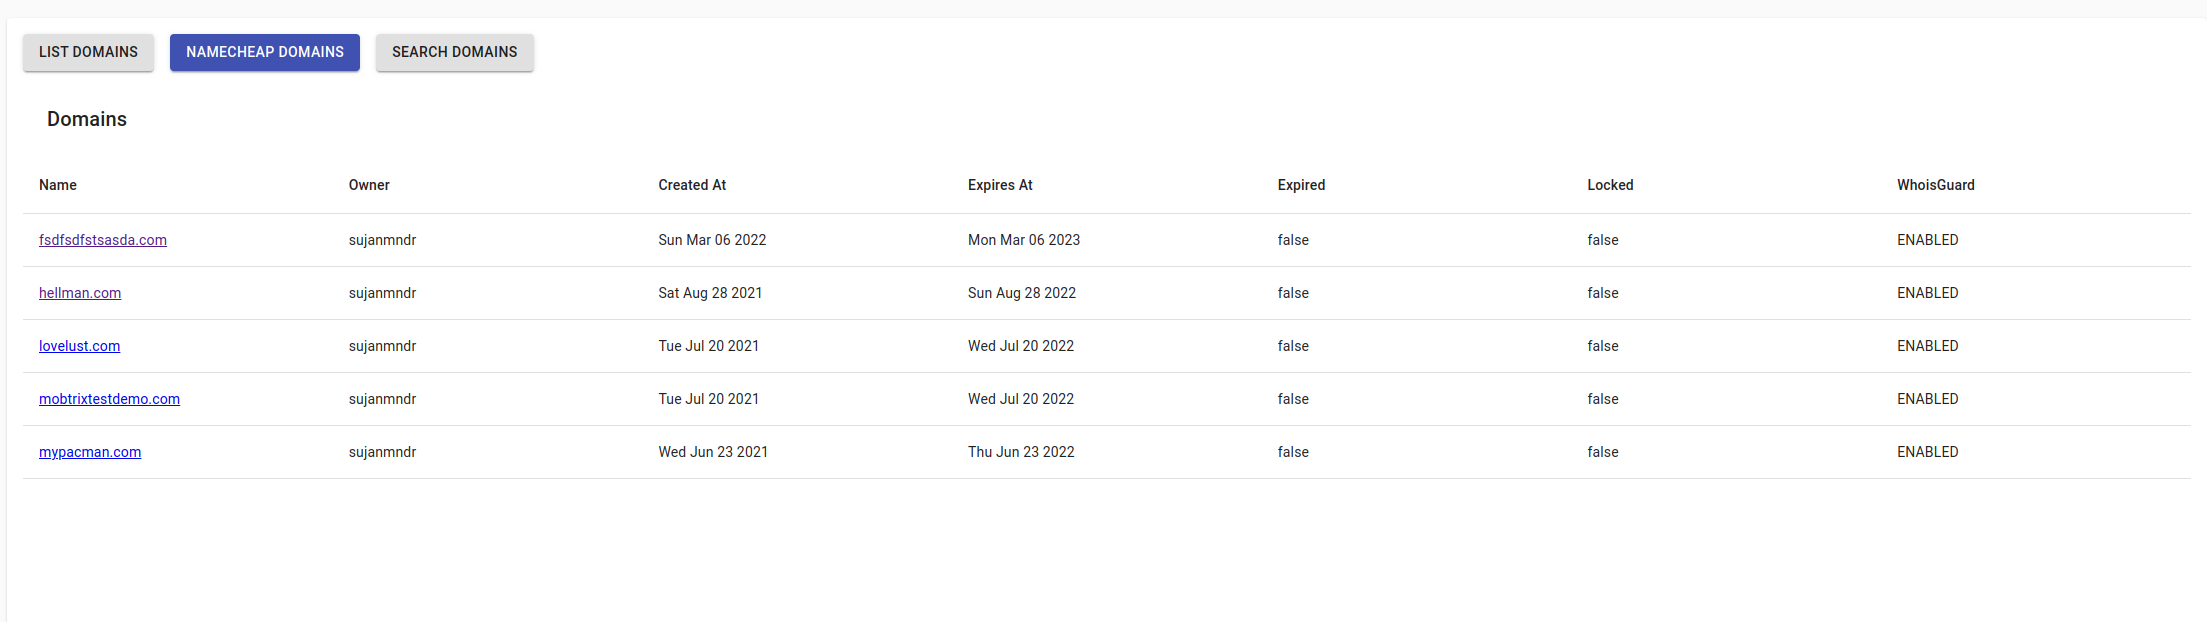 LIST DOMAINS NAMECHEAP DOMAINS SEARCH DOMAINS
Domains
Name Owner Created At Expires At Expired Locked WhoisGuard
fsdfsdfstsasda.com sujanmndr Sun Mar 06 2022 Mon Mar 06 2023 false false ENABLED
hellman.com sujanmndr Sat Aug 28 2021 Sun Aug 28 2022 false false ENABLED
lovelust.com sujanmndr Tue Jul 20 2021 Wed Jul 20 2022 false false ENABLED
mobtrixtestdemo.com sujanmndr Tue Jul 20 2021 Wed Jul 20 2022 false false ENABLED
mypacman.com sujanmndr Wed Jun 23 2021 Thu Jun 23 2022 false false ENABLED